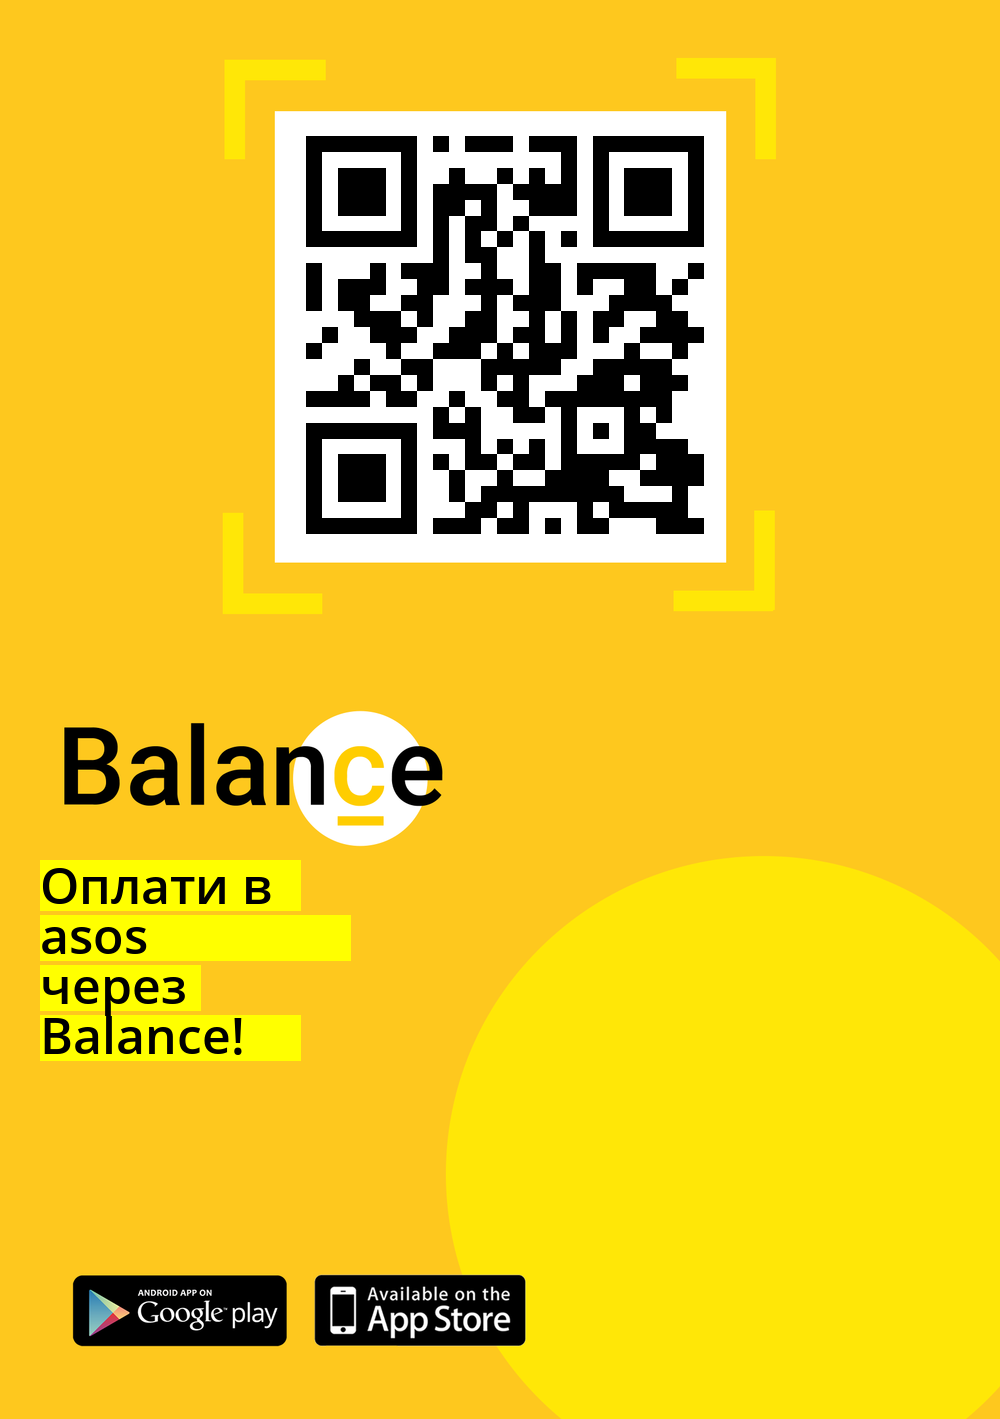 Balance
Оплати в
asos
через
Balance!
ANDROID APP ON
Google play
Available on the
App Store